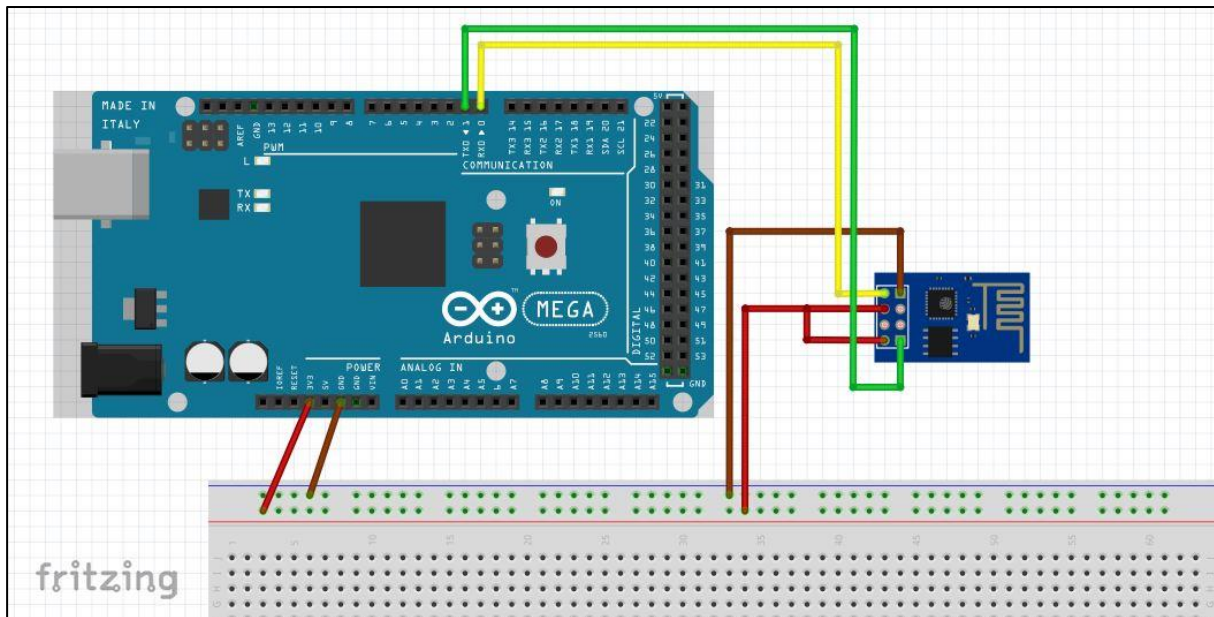 MADE IN
ITALY
AREF
GND
13
12
11
10
9
8
7
6
5
4
3
2
TX0 ◄ 1
RX0 ► 0
TX3 14
RX3 15
TX2 16
RX2 17
TX1 18
RX1 19
SDA 20
SCL 21
5V
PWM
COMMUNICATION
L
TX
RX
ON
22
24
26
28
30 31
32 33
34 35
36 37
38 39
40 41
42 43
44 45
46 47
48 49
50 51
52 53
GND
DIGITAL
∞™
MEGA
2560
Arduino
POWER
ANALOG IN
IOREF
RESET
3V3
5V
GND
GND
VIN
A0
A1
A2
A3
A4
A5
6
A7
A8
A9
A10
A11
A12
A13
A14
A15
1
5
10
15
20
25
30
35
40
45
50
55
60
J
I
H
G
fritzing